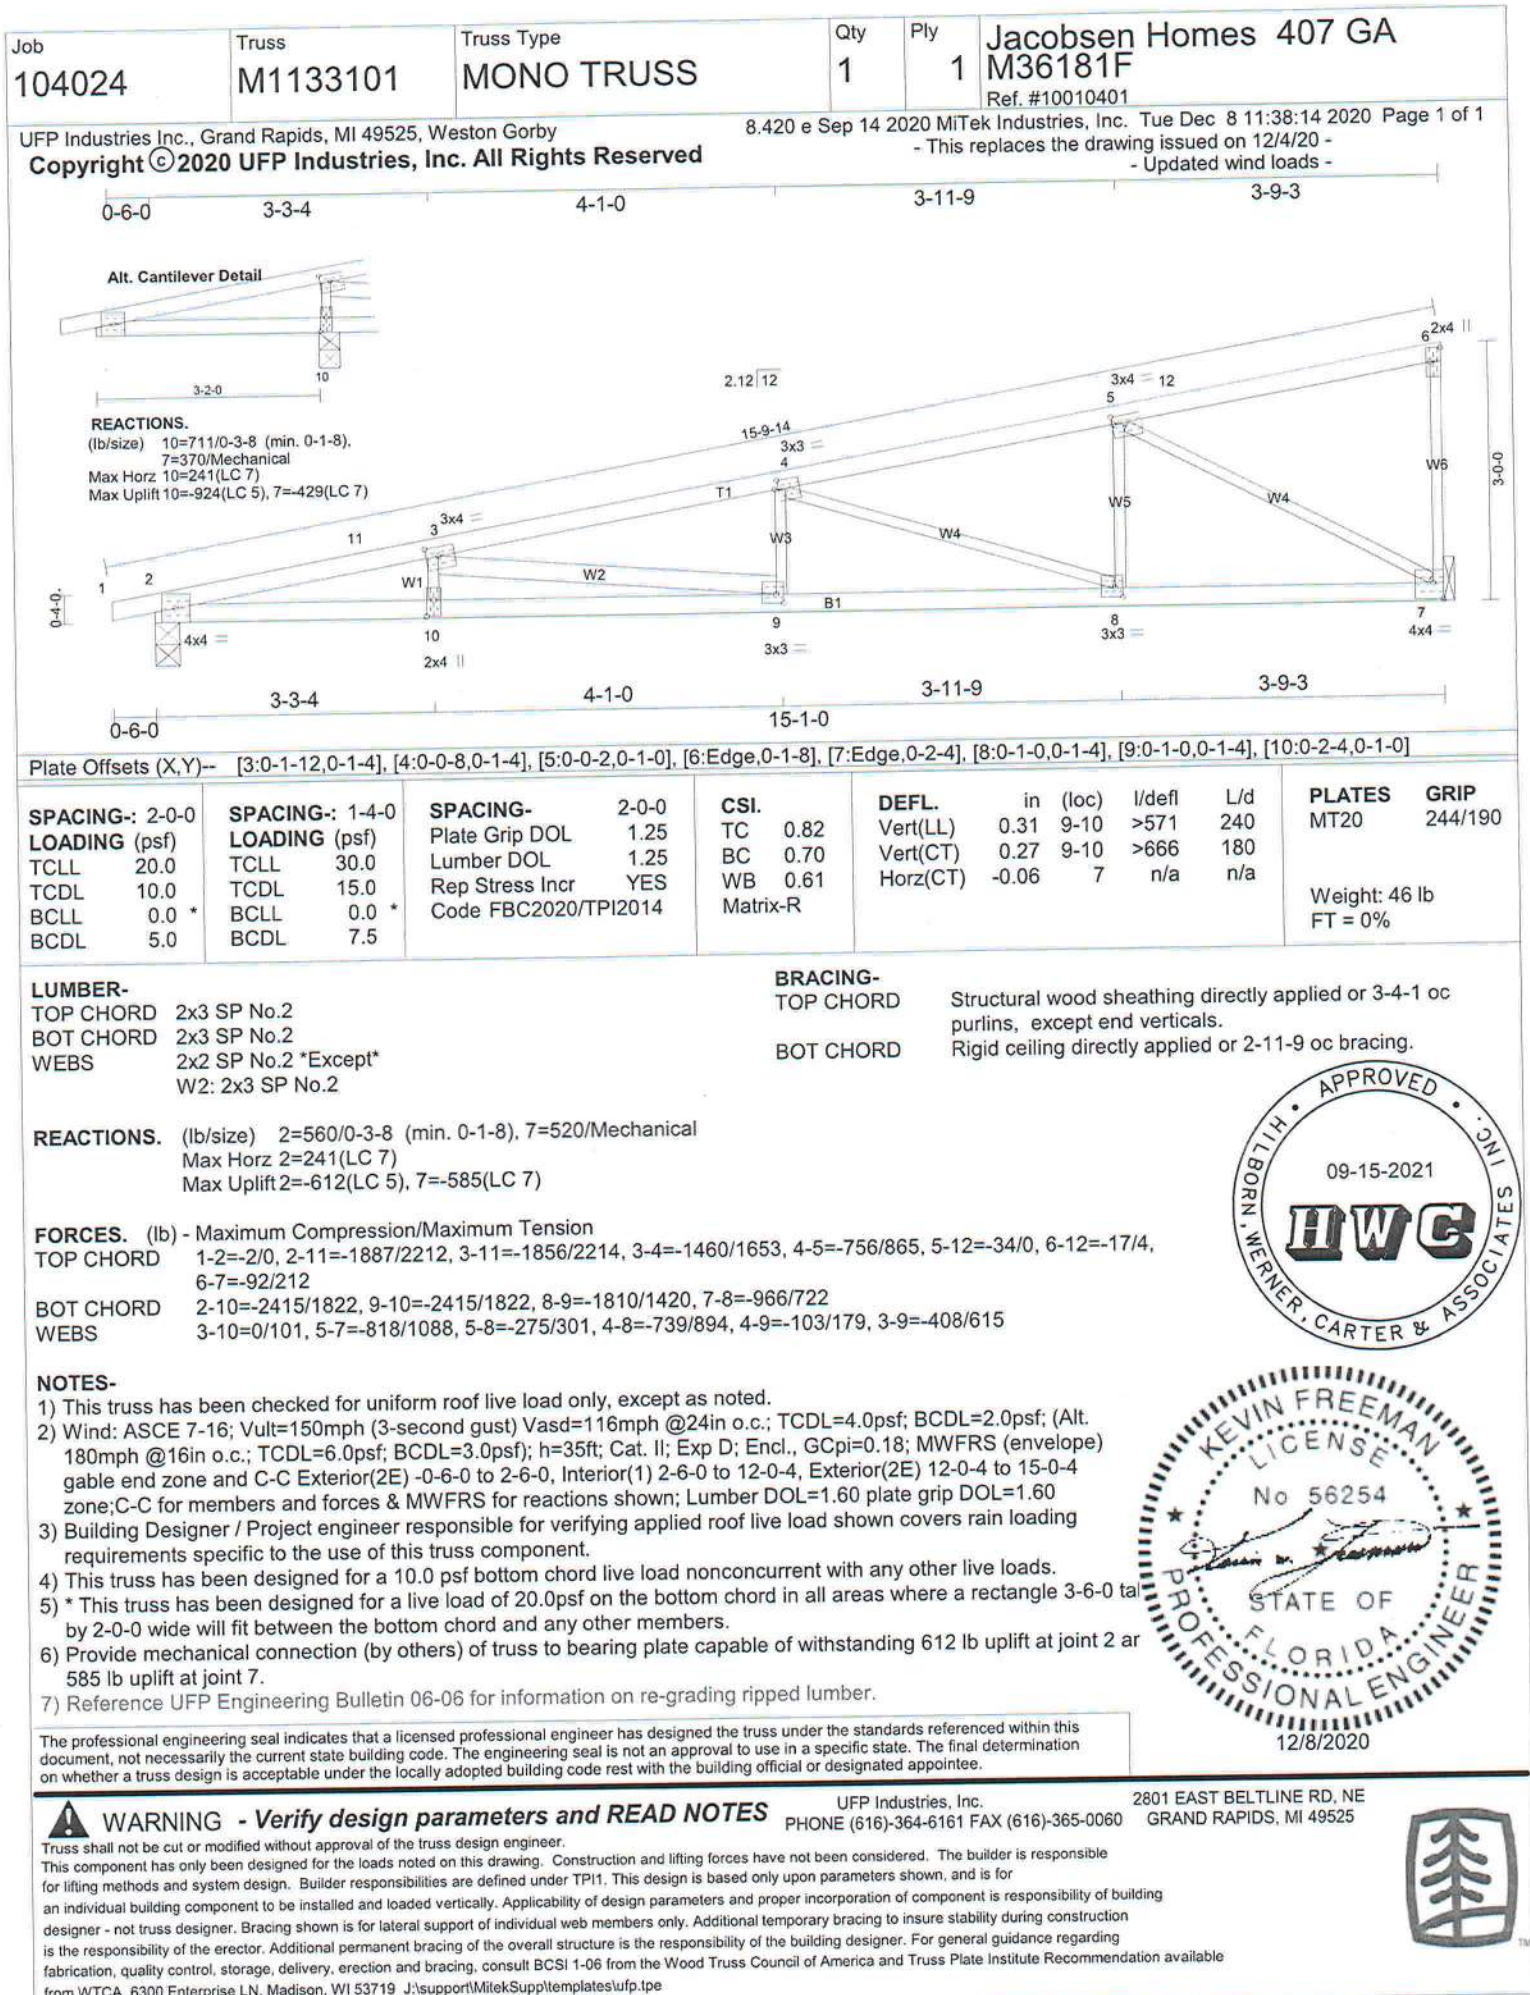 Job
104024
Truss
M1133101
Truss Type
MONO TRUSS
Qty
1
Ply
1
Jacobsen Homes 407 GA
M36181F
Ref. #10010401
UFP Industries Inc., Grand Rapids, MI 49525, Weston Gorby
8.420 e Sep 14 2020 MiTek Industries, Inc. Tue Dec 8 11:38:14 2020 Page 1 of 1
Copyright ©2020 UFP Industries, Inc. All Rights Reserved
- This replaces the drawing issued on 12/4/20 -
- Updated wind loads -
0-6-0 3-3-4 4-1-0 3-11-9 3-9-3
Alt. Cantilever Detail
10
3-2-0
REACTIONS.
(lb/size) 10=711/0-3-8 (min. 0-1-8),
7=370/Mechanical
Max Horz 10=241(LC 7)
Max Uplift 10=-924(LC 5), 7=-429(LC 7)
2.12 12
15-9-14
6 2x4 ||
3x4 = 12
5
3x3 =
4
T1
W6
3-0-0
W5
W4
W3
W4
3x4 =
3
11
W1
W2
2
1
0-4-0
B1
4x4 =
10
2x4 ||
9
3x3 =
8
3x3 =
7
4x4 =
0-6-0 3-3-4 4-1-0 3-11-9 3-9-3
15-1-0
Plate Offsets (X,Y)-- [3:0-1-12,0-1-4], [4:0-0-8,0-1-4], [5:0-0-2,0-1-0], [6:Edge,0-1-8], [7:Edge,0-2-4], [8:0-1-0,0-1-4], [9:0-1-0,0-1-4], [10:0-2-4,0-1-0]
SPACING-: 2-0-0
LOADING (psf)
TCLL 20.0
TCDL 10.0
BCLL 0.0 *
BCDL 5.0
SPACING-: 1-4-0
LOADING (psf)
TCLL 30.0
TCDL 15.0
BCLL 0.0 *
BCDL 7.5
SPACING- 2-0-0
Plate Grip DOL 1.25
Lumber DOL 1.25
Rep Stress Incr YES
Code FBC2020/TPI2014
CSI.
TC 0.82
BC 0.70
WB 0.61
Matrix-R
DEFL. in (loc) l/defl L/d
Vert(LL) 0.31 9-10 >571 240
Vert(CT) 0.27 9-10 >666 180
Horz(CT) -0.06 7 n/a n/a
PLATES GRIP
MT20 244/190
Weight: 46 lb
FT = 0%
LUMBER-
TOP CHORD 2x3 SP No.2
BOT CHORD 2x3 SP No.2
WEBS 2x2 SP No.2 *Except*
W2: 2x3 SP No.2
BRACING-
TOP CHORD Structural wood sheathing directly applied or 3-4-1 oc
purlins, except end verticals.
BOT CHORD Rigid ceiling directly applied or 2-11-9 oc bracing.
REACTIONS. (lb/size) 2=560/0-3-8 (min. 0-1-8), 7=520/Mechanical
Max Horz 2=241(LC 7)
Max Uplift 2=-612(LC 5), 7=-585(LC 7)
APPROVED
HILBORN, WERNER, CARTER & ASSOCIATES INC.
09-15-2021
HWC
FORCES. (lb) - Maximum Compression/Maximum Tension
TOP CHORD 1-2=-2/0, 2-11=-1887/2212, 3-11=-1856/2214, 3-4=-1460/1653, 4-5=-756/865, 5-12=-34/0, 6-12=-17/4,
6-7=-92/212
BOT CHORD 2-10=-2415/1822, 9-10=-2415/1822, 8-9=-1810/1420, 7-8=-966/722
WEBS 3-10=0/101, 5-7=-818/1088, 5-8=-275/301, 4-8=-739/894, 4-9=-103/179, 3-9=-408/615
NOTES-
1) This truss has been checked for uniform roof live load only, except as noted.
2) Wind: ASCE 7-16; Vult=150mph (3-second gust) Vasd=116mph @24in o.c.; TCDL=4.0psf; BCDL=2.0psf; (Alt.
180mph @16in o.c.; TCDL=6.0psf; BCDL=3.0psf); h=35ft; Cat. II; Exp D; Encl., GCpi=0.18; MWFRS (envelope)
gable end zone and C-C Exterior(2E) -0-6-0 to 2-6-0, Interior(1) 2-6-0 to 12-0-4, Exterior(2E) 12-0-4 to 15-0-4
zone;C-C for members and forces & MWFRS for reactions shown; Lumber DOL=1.60 plate grip DOL=1.60
3) Building Designer / Project engineer responsible for verifying applied roof live load shown covers rain loading
requirements specific to the use of this truss component.
4) This truss has been designed for a 10.0 psf bottom chord live load nonconcurrent with any other live loads.
5) * This truss has been designed for a live load of 20.0psf on the bottom chord in all areas where a rectangle 3-6-0 tal
by 2-0-0 wide will fit between the bottom chord and any other members.
6) Provide mechanical connection (by others) of truss to bearing plate capable of withstanding 612 lb uplift at joint 2 ar
585 lb uplift at joint 7.
7) Reference UFP Engineering Bulletin 06-06 for information on re-grading ripped lumber.
KEVIN FREEMAN
LICENSE
No 56254
STATE OF
FLORIDA
PROFESSIONAL ENGINEER
12/8/2020
The professional engineering seal indicates that a licensed professional engineer has designed the truss under the standards referenced within this
document, not necessarily the current state building code. The engineering seal is not an approval to use in a specific state. The final determination
on whether a truss design is acceptable under the locally adopted building code rest with the building official or designated appointee.
WARNING - Verify design parameters and READ NOTES
UFP Industries, Inc.
PHONE (616)-364-6161 FAX (616)-365-0060
2801 EAST BELTLINE RD, NE
GRAND RAPIDS, MI 49525
Truss shall not be cut or modified without approval of the truss design engineer.
This component has only been designed for the loads noted on this drawing. Construction and lifting forces have not been considered. The builder is responsible
for lifting methods and system design. Builder responsibilities are defined under TPI1. This design is based only upon parameters shown, and is for
an individual building component to be installed and loaded vertically. Applicability of design parameters and proper incorporation of component is responsibility of building
designer - not truss designer. Bracing shown is for lateral support of individual web members only. Additional temporary bracing to insure stability during construction
is the responsibility of the erector. Additional permanent bracing of the overall structure is the responsibility of the building designer. For general guidance regarding
fabrication, quality control, storage, delivery, erection and bracing, consult BCSI 1-06 from the Wood Truss Council of America and Truss Plate Institute Recommendation available
from WTCA, 6300 Enterprise LN, Madison, WI 53719 J:\support\MitekSupp\templates\ufp.tpe
TM